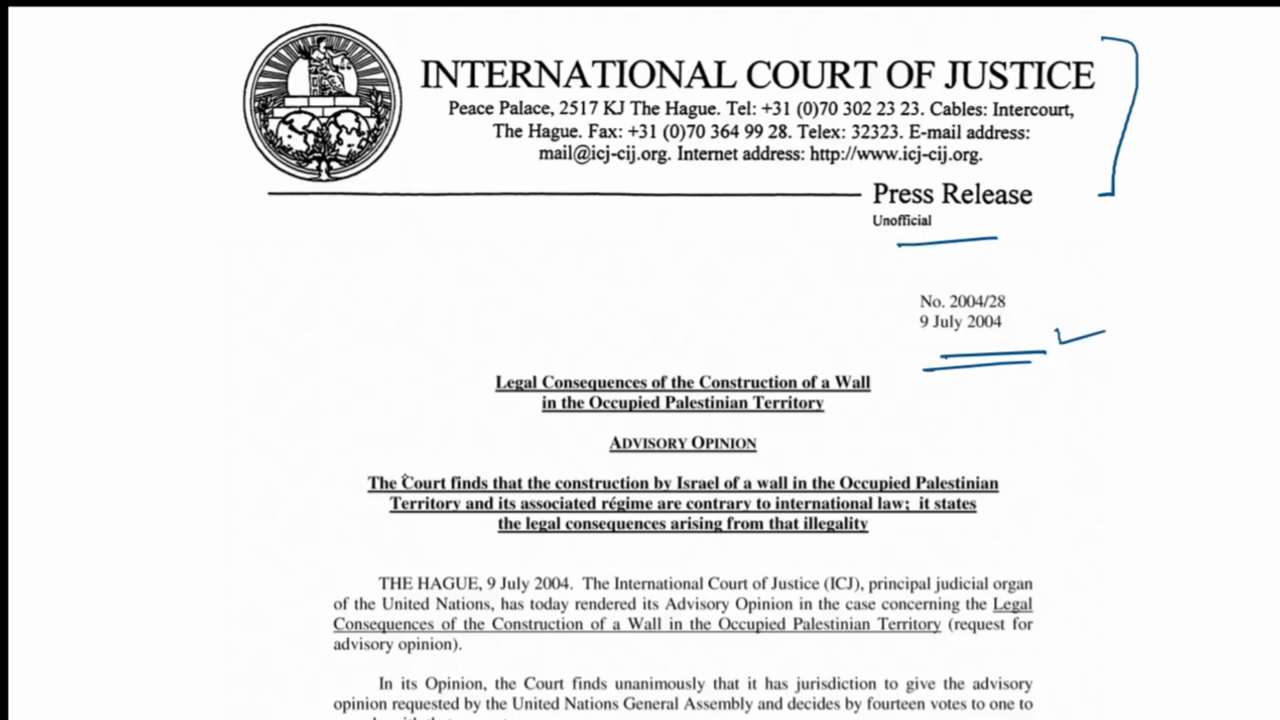 INTERNATIONAL COURT OF JUSTICE
Peace Palace, 2517 KJ The Hague. Tel: +31 (0)70 302 23 23. Cables: Intercourt,
The Hague. Fax: +31 (0)70 364 99 28. Telex: 32323. E-mail address:
mail@icj-cij.org. Internet address: http://www.icj-cij.org.
Press Release
Unofficial
No. 2004/28
9 July 2004
Legal Consequences of the Construction of a Wall
in the Occupied Palestinian Territory
ADVISORY OPINION
The Court finds that the construction by Israel of a wall in the Occupied Palestinian
Territory and its associated régime are contrary to international law; it states
the legal consequences arising from that illegality
THE HAGUE, 9 July 2004. The International Court of Justice (ICJ), principal judicial organ
of the United Nations, has today rendered its Advisory Opinion in the case concerning the Legal
Consequences of the Construction of a Wall in the Occupied Palestinian Territory (request for
advisory opinion).
In its Opinion, the Court finds unanimously that it has jurisdiction to give the advisory
opinion requested by the United Nations General Assembly and decides by fourteen votes to one to